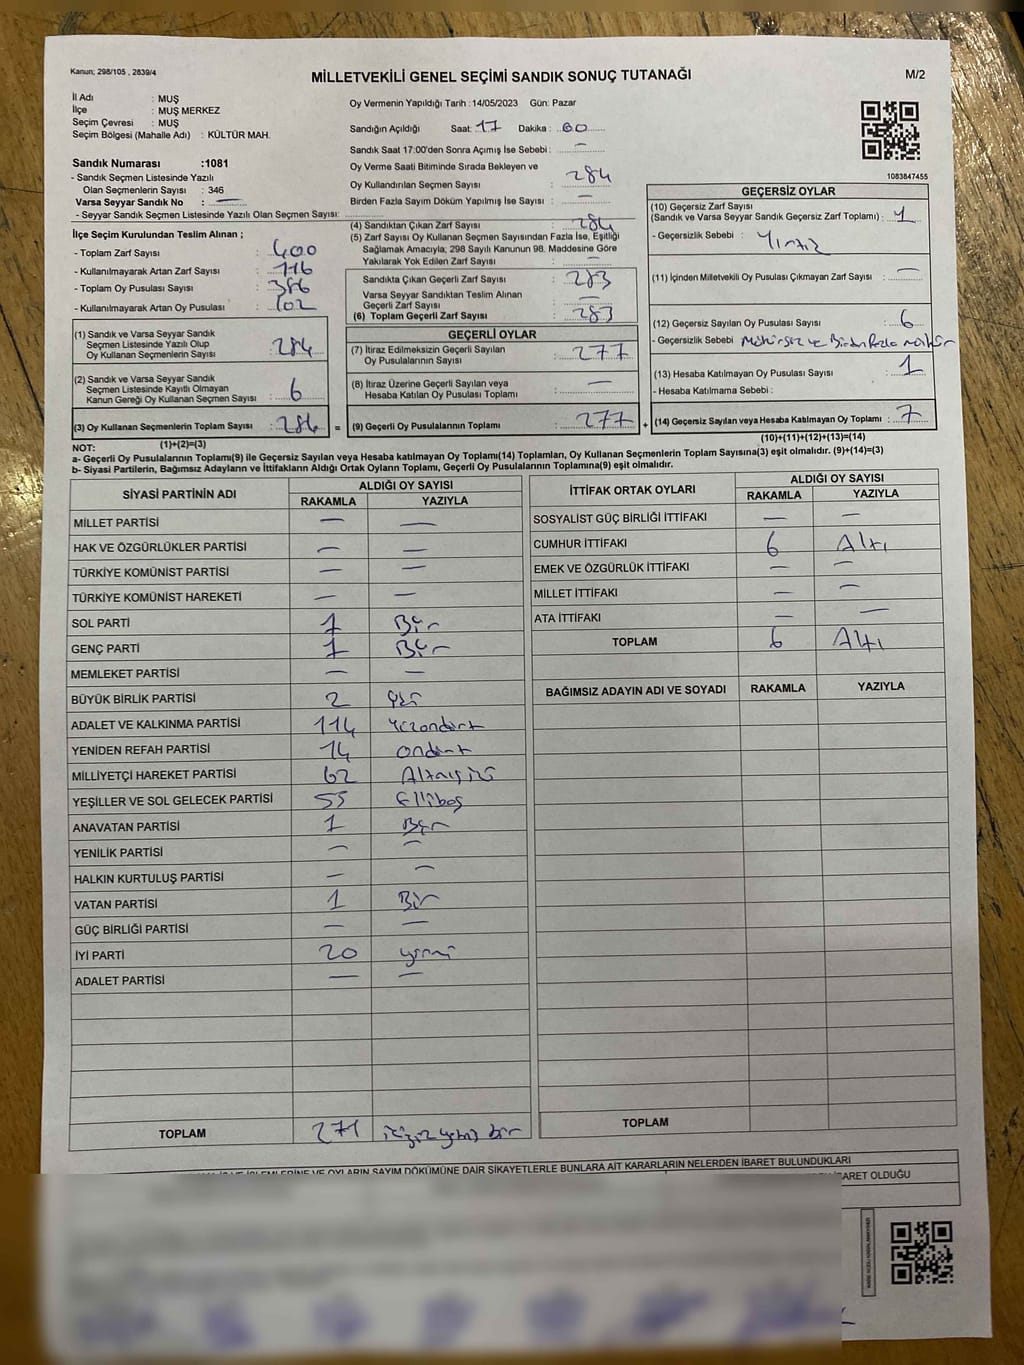 Kanun; 298/105 , 2839/4
MİLLETVEKİLİ GENEL SEÇİMİ SANDIK SONUÇ TUTANAĞI
M/2
İl Adı : MUŞ
İlçe : MUŞ MERKEZ
Seçim Çevresi : MUŞ
Seçim Bölgesi (Mahalle Adı) : KÜLTÜR MAH.
Sandık Numarası :1081
- Sandık Seçmen Listesinde Yazılı
Olan Seçmenlerin Sayısı : 346
Varsa Seyyar Sandık No : —
- Seyyar Sandık Seçmen Listesinde Yazılı Olan Seçmen Sayısı:
Oy Vermenin Yapıldığı Tarih :14/05/2023 Gün: Pazar
Sandığın Açıldığı Saat: 17 Dakika : 00
Sandık Saat 17:00'den Sonra Açımış İse Sebebi : —
Oy Verme Saati Bitiminde Sırada Bekleyen ve
Oy Kullandırılan Seçmen Sayısı : 284
Birden Fazla Sayım Döküm Yapılmış İse Sayısı : —
1083847455
İlçe Seçim Kurulundan Teslim Alınan ;
- Toplam Zarf Sayısı : 400
- Kullanılmayarak Artan Zarf Sayısı : 116
- Toplam Oy Pusulası Sayısı : 386
- Kullanılmayarak Artan Oy Pusulası : 102
(1) Sandık ve Varsa Seyyar Sandık
Seçmen Listesinde Yazılı Olup
Oy Kullanan Seçmenlerin Sayısı : 284
(2) Sandık ve Varsa Seyyar Sandık
Seçmen Listesinde Kayıtlı Olmayan
Kanun Gereği Oy Kullanan Seçmen Sayısı : 6
(3) Oy Kullanan Seçmenlerin Toplam Sayısı : 284 =
(1)+(2)=(3)
(4) Sandıktan Çıkan Zarf Sayısı : 284
(5) Zarf Sayısı Oy Kullanan Seçmen Sayısından Fazla İse, Eşitliği
Sağlamak Amacıyla; 298 Sayılı Kanunun 98. Maddesine Göre
Yakılarak Yok Edilen Zarf Sayısı : —
Sandıkta Çıkan Geçerli Zarf Sayısı : 283
Varsa Seyyar Sandıktan Teslim Alınan
Geçerli Zarf Sayısı : —
(6) Toplam Geçerli Zarf Sayısı : 283
GEÇERLİ OYLAR
(7) İtiraz Edilmeksizin Geçerli Sayılan
Oy Pusulalarının Sayısı : 277
(8) İtiraz Üzerine Geçerli Sayılan veya
Hesaba Katılan Oy Pusulası Toplamı : —
(9) Geçerli Oy Pusulalarının Toplamı : 277 +
GEÇERSİZ OYLAR
(10) Geçersiz Zarf Sayısı
(Sandık ve Varsa Seyyar Sandık Geçersiz Zarf Toplamı) : 1
- Geçersizlik Sebebi : Yırtız
(11) İçinden Milletvekili Oy Pusulası Çıkmayan Zarf Sayısı : —
(12) Geçersiz Sayılan Oy Pusulası Sayısı : 6
- Geçersizlik Sebebi : Mühürsüz ve Birden fazla mühür
(13) Hesaba Katılmayan Oy Pusulası Sayısı : 1
- Hesaba Katılmama Sebebi :
(14) Geçersiz Sayılan veya Hesaba Katılmayan Oy Toplamı : 7
(10)+(11)+(12)+(13)=(14)
NOT:
a- Geçerli Oy Pusulalarının Toplamı(9) ile Geçersiz Sayılan veya Hesaba katılmayan Oy Toplamı(14) Toplamları, Oy Kullanan Seçmenlerin Toplam Sayısına(3) eşit olmalıdır. (9)+(14)=(3)
b- Siyasi Partilerin, Bağımsız Adayların ve İttifakların Aldığı Ortak Oyların Toplamı, Geçerli Oy Pusulalarının Toplamına(9) eşit olmalıdır.
SİYASİ PARTİNİN ADI ALDIĞI OY SAYISI
RAKAMLA YAZIYLA
MİLLET PARTİSİ — —
HAK VE ÖZGÜRLÜKLER PARTİSİ — —
TÜRKİYE KOMÜNİST PARTİSİ — —
TÜRKİYE KOMÜNİST HAREKETİ — —
SOL PARTİ 1 Bir
GENÇ PARTİ 1 Bir
MEMLEKET PARTİSİ — —
BÜYÜK BİRLİK PARTİSİ 2
ADALET VE KALKINMA PARTİSİ 114 Yüzondört
YENİDEN REFAH PARTİSİ 14 ondört
MİLLİYETÇİ HAREKET PARTİSİ 62 Altmışiki
YEŞİLLER VE SOL GELECEK PARTİSİ 55 Ellibeş
ANAVATAN PARTİSİ 1 Bir
YENİLİK PARTİSİ — —
HALKIN KURTULUŞ PARTİSİ — —
VATAN PARTİSİ 1 Bir
GÜÇ BİRLİĞİ PARTİSİ — —
İYİ PARTİ 20 yirmi
ADALET PARTİSİ — —
TOPLAM 271 ikiyüz yetmiş bir
İTTİFAK ORTAK OYLARI ALDIĞI OY SAYISI
RAKAMLA YAZIYLA
SOSYALİST GÜÇ BİRLİĞİ İTTİFAKI — —
CUMHUR İTTİFAKI 6 Altı
EMEK VE ÖZGÜRLÜK İTTİFAKI — —
MİLLET İTTİFAKI — —
ATA İTTİFAKI — —
TOPLAM 6 Altı
BAĞIMSIZ ADAYIN ADI VE SOYADI RAKAMLA YAZIYLA
TOPLAM
OYLARIN SAYIM DÖKÜMÜNE DAİR ŞİKAYETLERLE BUNLARA AİT KARARLARIN NELERDEN İBARET BULUNDUKLARI
İBARET OLDUĞU